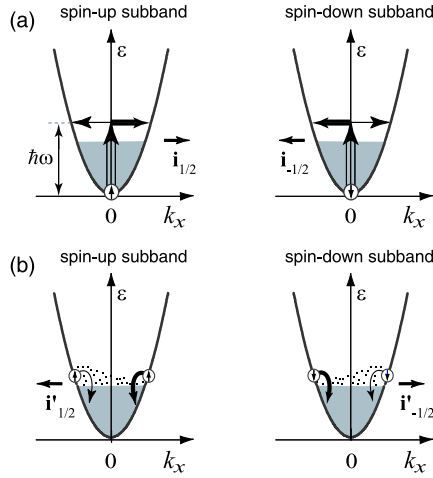 (a) spin-up subband spin-down subband
ε ε
ħω
i1/2 i-1/2
0 kx 0 kx
(b) spin-up subband spin-down subband
ε ε
i'1/2 i'-1/2
0 kx 0 kx